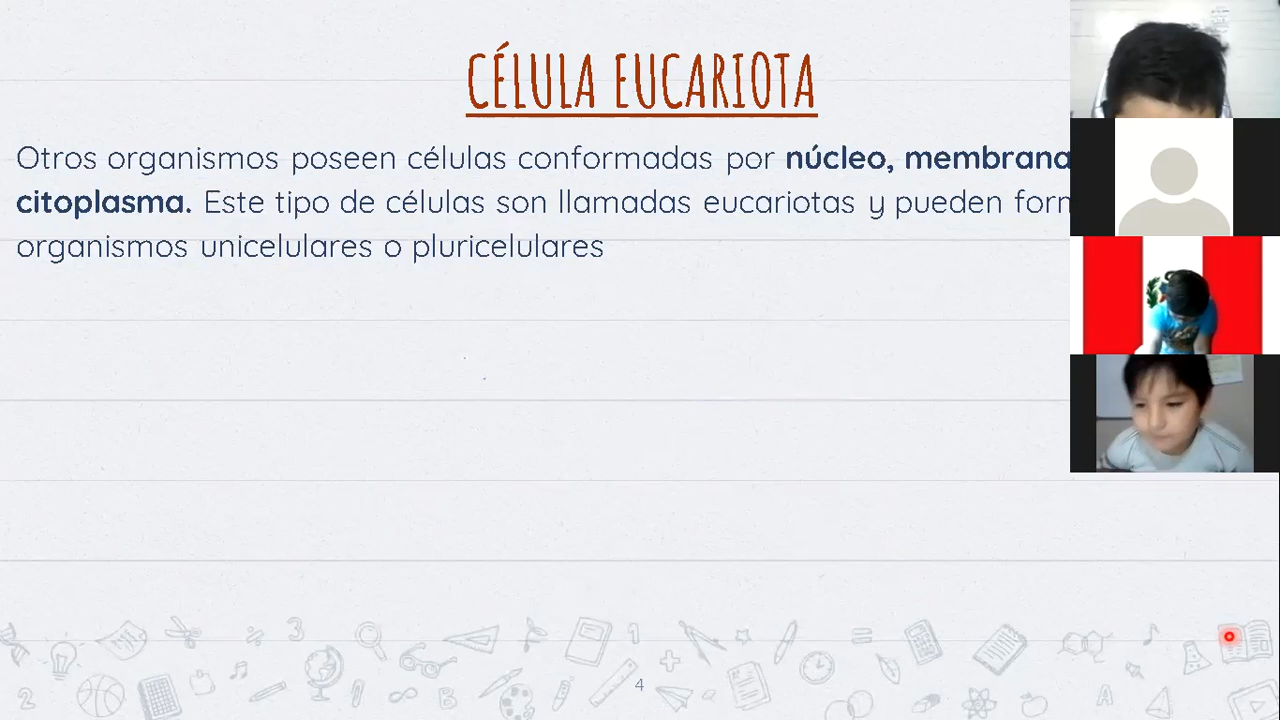 CÉLULA EUCARIOTA
Otros organismos poseen células conformadas por núcleo, membrana
citoplasma. Este tipo de células son llamadas eucariotas y pueden
organismos unicelulares o pluricelulares
4